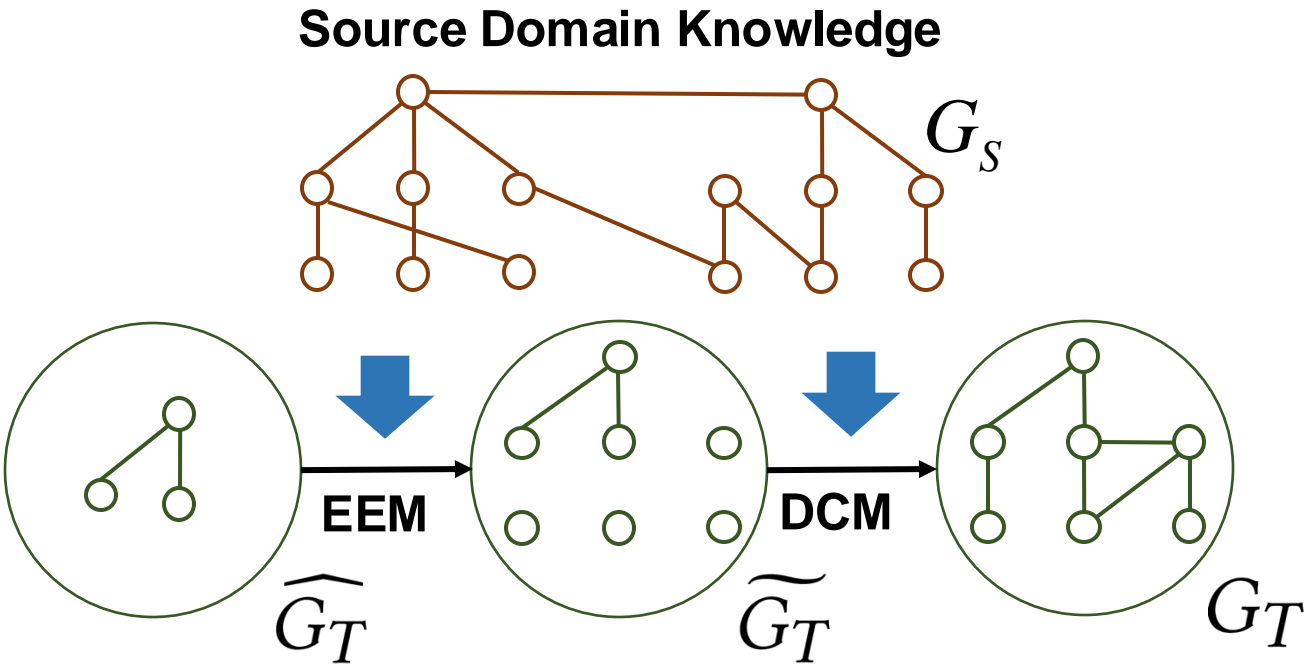 Source Domain Knowledge
$G_S$
EEM
DCM
$\widehat{G_T}$
$\widetilde{G_T}$
$G_T$